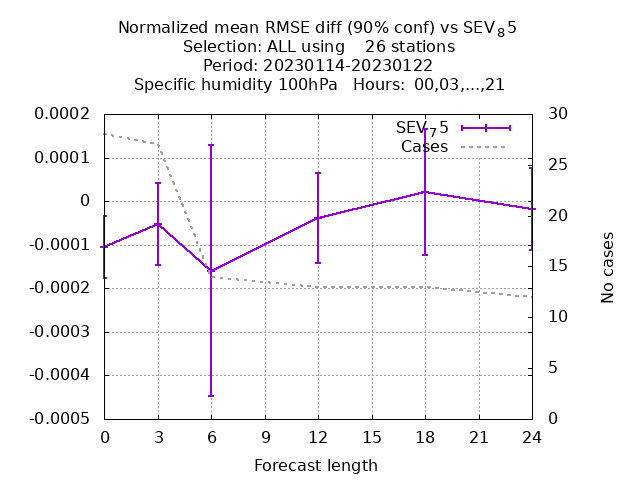 Normalized mean RMSE diff (90% conf) vs SEV₈5
Selection: ALL using    26 stations
Period: 20230114-20230122
Specific humidity 100hPa   Hours: 00,03,...,21
SEV₇5
Cases
0.0002
0.0001
0
-0.0001
-0.0002
-0.0003
-0.0004
-0.0005
30
25
20
15
10
5
0
No cases
0 3 6 9 12 15 18 21 24
Forecast length